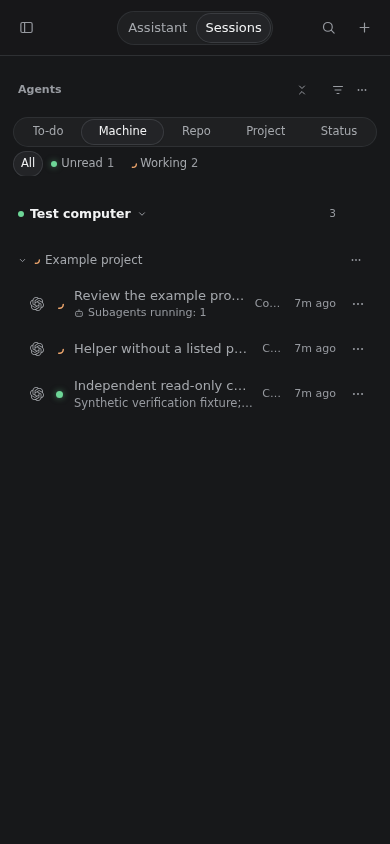 Assistant Sessions
Agents
To-do Machine Repo Project Status
All Unread 1 Working 2
Test computer 3
Example project
Review the example pro... Co... 7m ago
Subagents running: 1
Helper without a listed p... C... 7m ago
Independent read-only c... C... 7m ago
Synthetic verification fixture;...